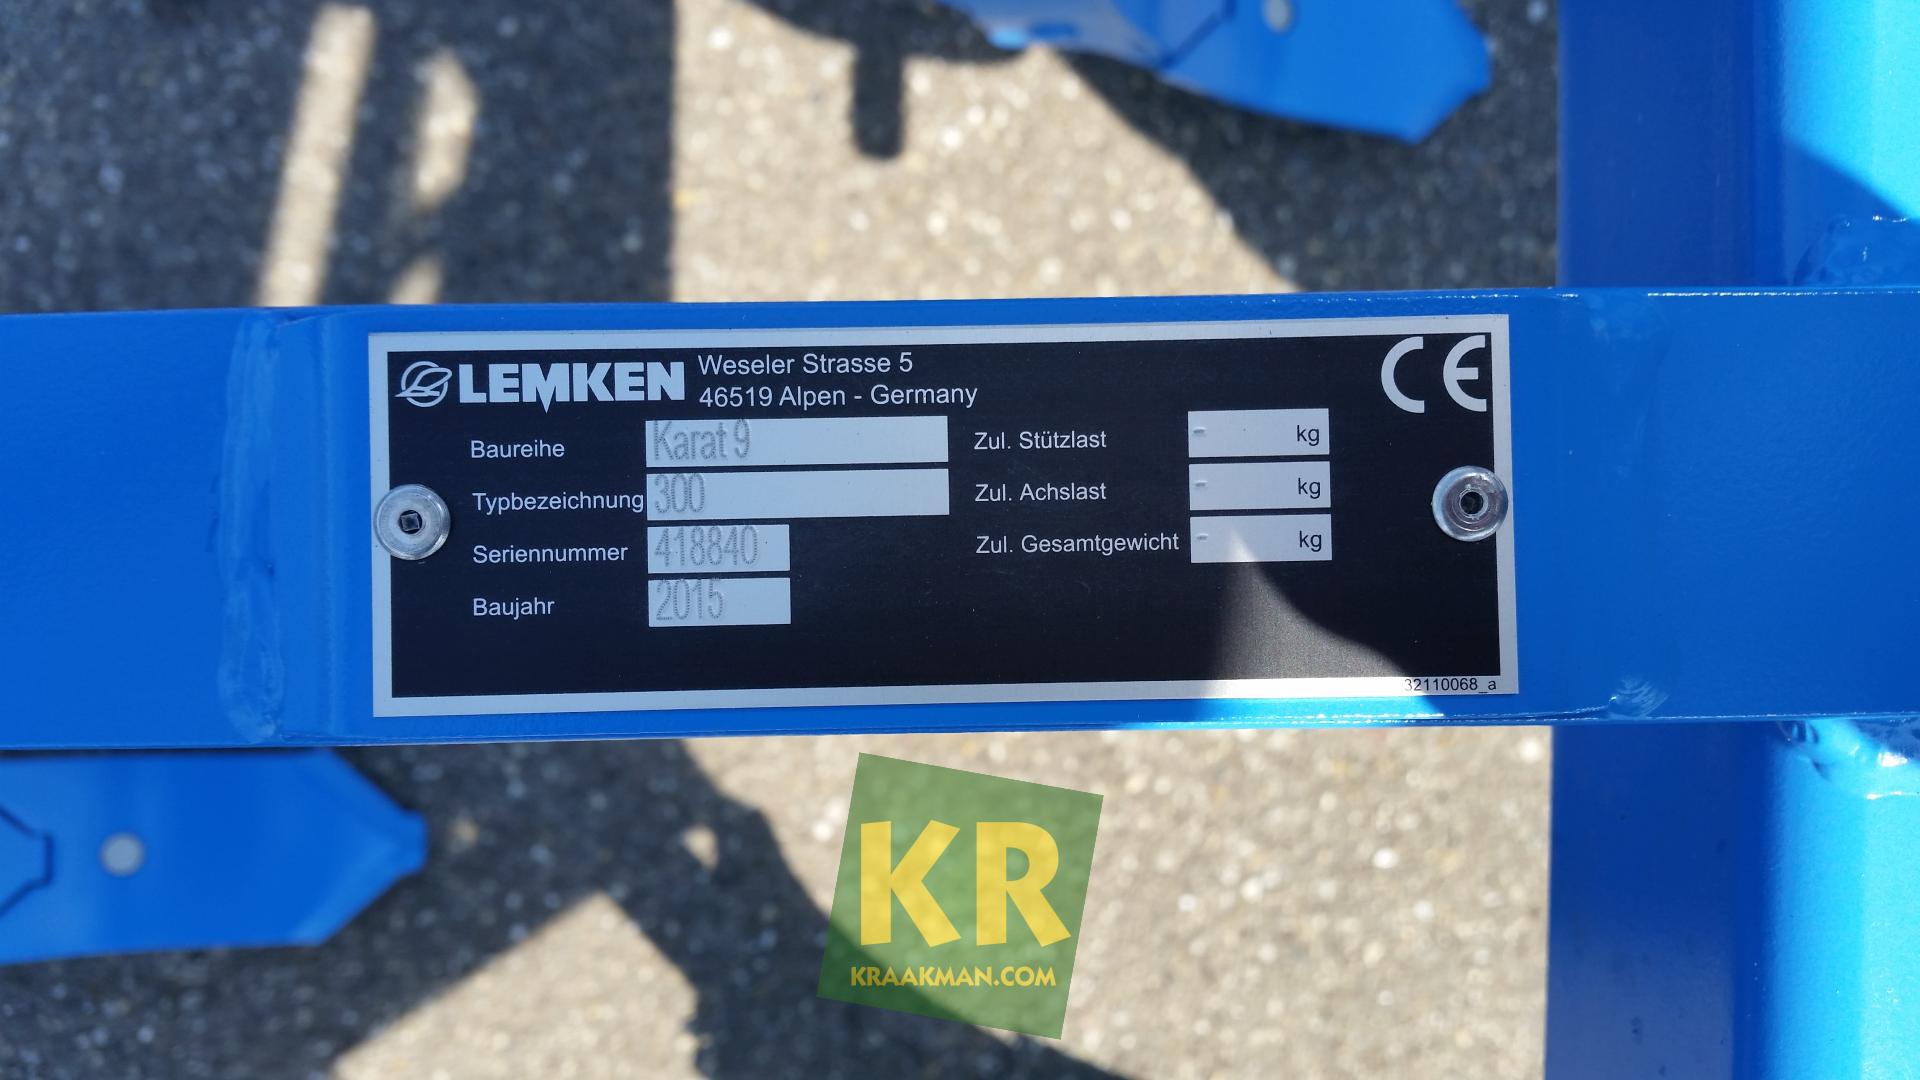 LEMKEN
Weseler Strasse 5
46519 Alpen - Germany
CE
Baureihe Karat 9
Typbezeichnung 300
Seriennummer 418840
Baujahr 2015
Zul. Stützlast - kg
Zul. Achslast - kg
Zul. Gesamtgewicht - kg
32110068_a
KR
KRAAKMAN.COM